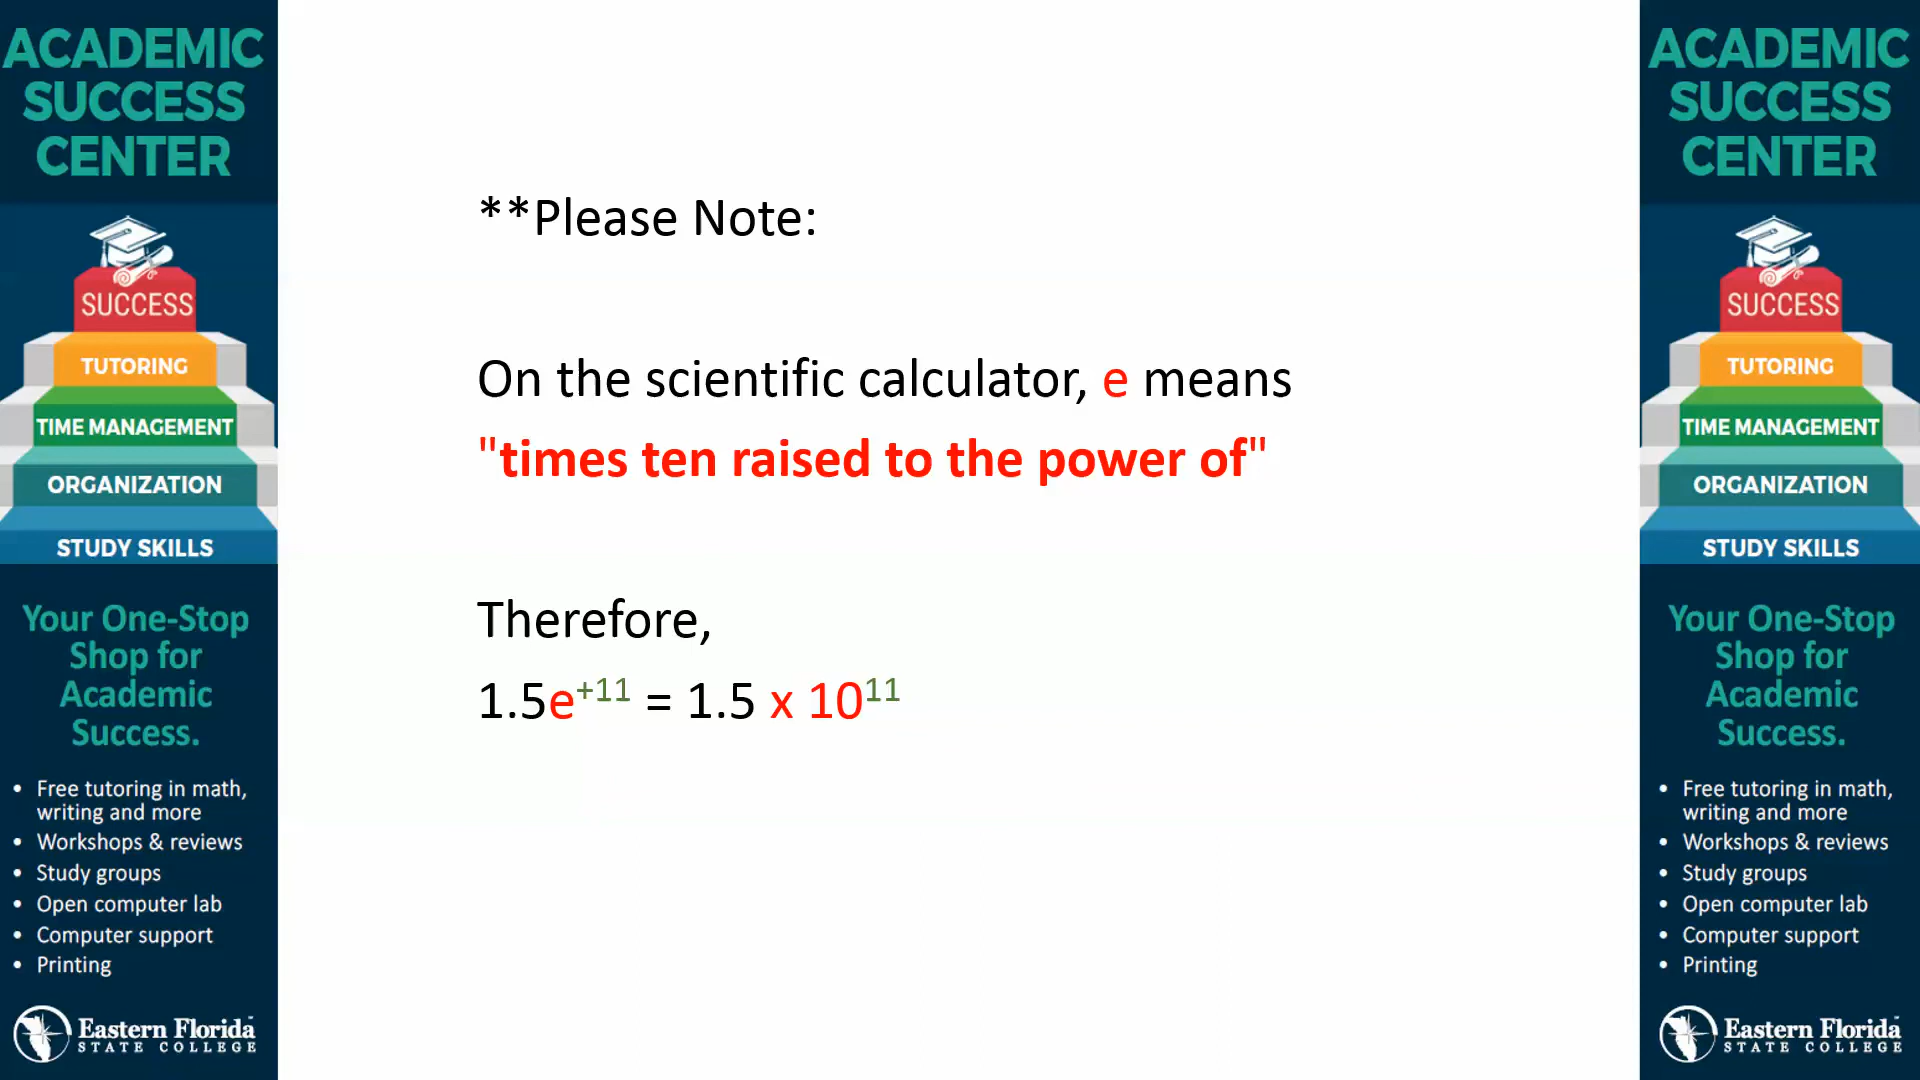 ACADEMIC
SUCCESS
CENTER
SUCCESS
TUTORING
TIME MANAGEMENT
ORGANIZATION
STUDY SKILLS
Your One-Stop
Shop for
Academic
Success.
• Free tutoring in math,
writing and more
• Workshops & reviews
• Study groups
• Open computer lab
• Computer support
• Printing
Eastern Florida
STATE COLLEGE
**Please Note:
On the scientific calculator, e means
"times ten raised to the power of"
Therefore,
1.5e⁺¹¹ = 1.5 x 10¹¹
ACADEMIC
SUCCESS
CENTER
SUCCESS
TUTORING
TIME MANAGEMENT
ORGANIZATION
STUDY SKILLS
Your One-Stop
Shop for
Academic
Success.
• Free tutoring in math,
writing and more
• Workshops & reviews
• Study groups
• Open computer lab
• Computer support
• Printing
Eastern Florida
STATE COLLEGE